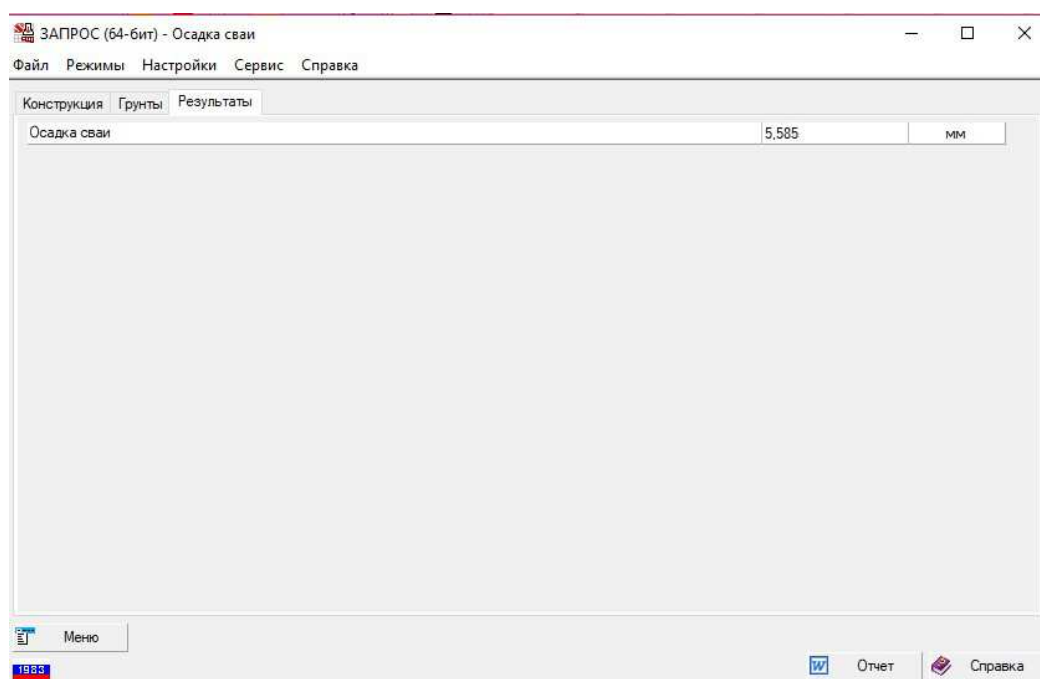 ЗАПРОС (64-бит) - Осадка сваи
Файл Режимы Настройки Сервис Справка
Конструкция Грунты Результаты
Осадка сваи 5,585 мм
Меню
1983
Отчет Справка